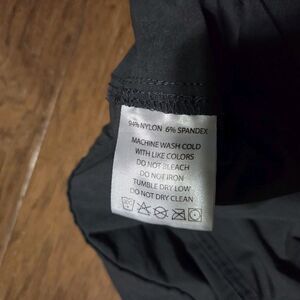 94% NYLON 6% SPANDEX
MACHINE WASH COLD
WITH LIKE COLORS
DO NOT BLEACH
DO NOT IRON
TUMBLE DRY LOW
DO NOT DRY CLEAN